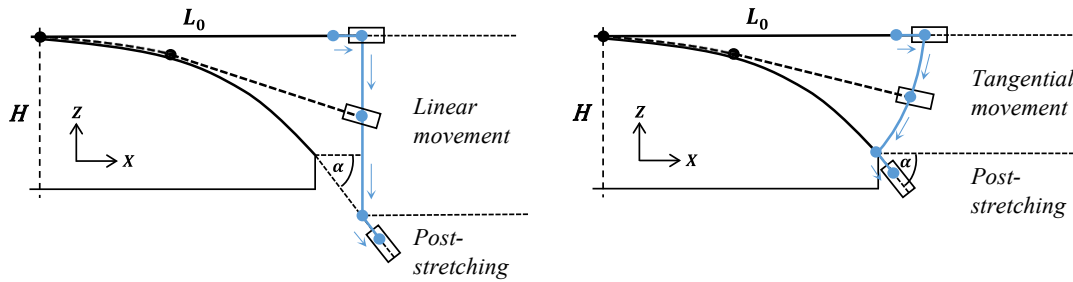 L₀
H
Z
X
α
Linear
movement
Post-
stretching
L₀
H
Z
X
α
Tangential
movement
Post-
stretching